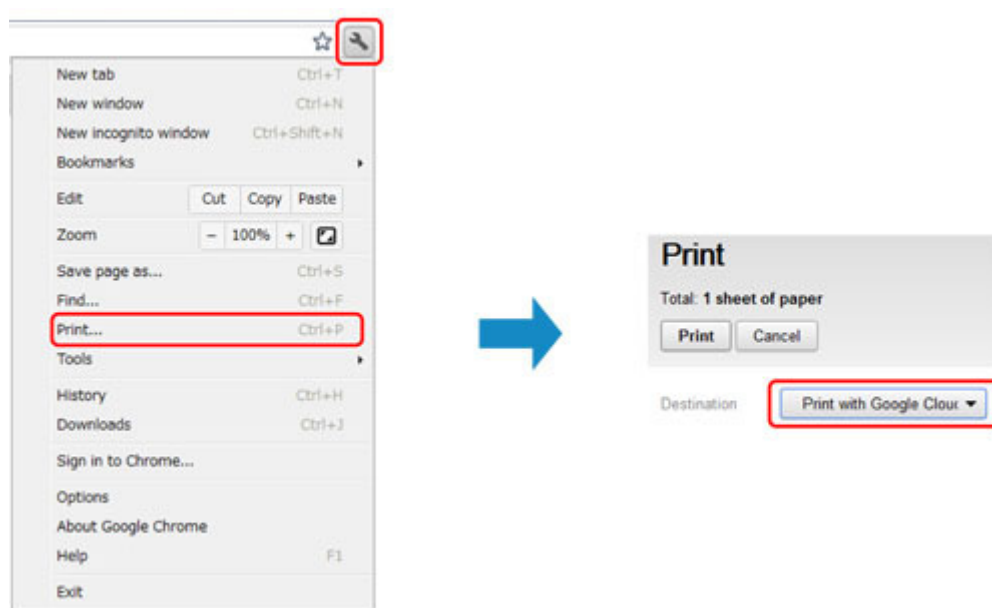 New tab Ctrl+T
New window Ctrl+N
New incognito window Ctrl+Shift+N
Bookmarks
Edit Cut Copy Paste
Zoom - 100% +
Save page as... Ctrl+S
Find... Ctrl+F
Print... Ctrl+P
Tools
History Ctrl+H
Downloads Ctrl+J
Sign in to Chrome...
Options
About Google Chrome
Help F1
Exit
Print
Total: 1 sheet of paper
Print Cancel
Destination Print with Google Clou